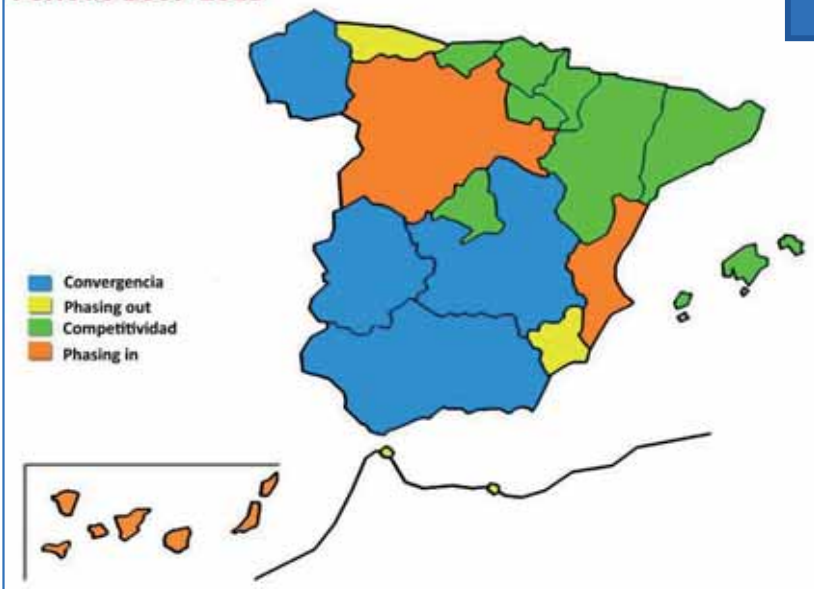 Convergencia
Phasing out
Competitividad
Phasing in